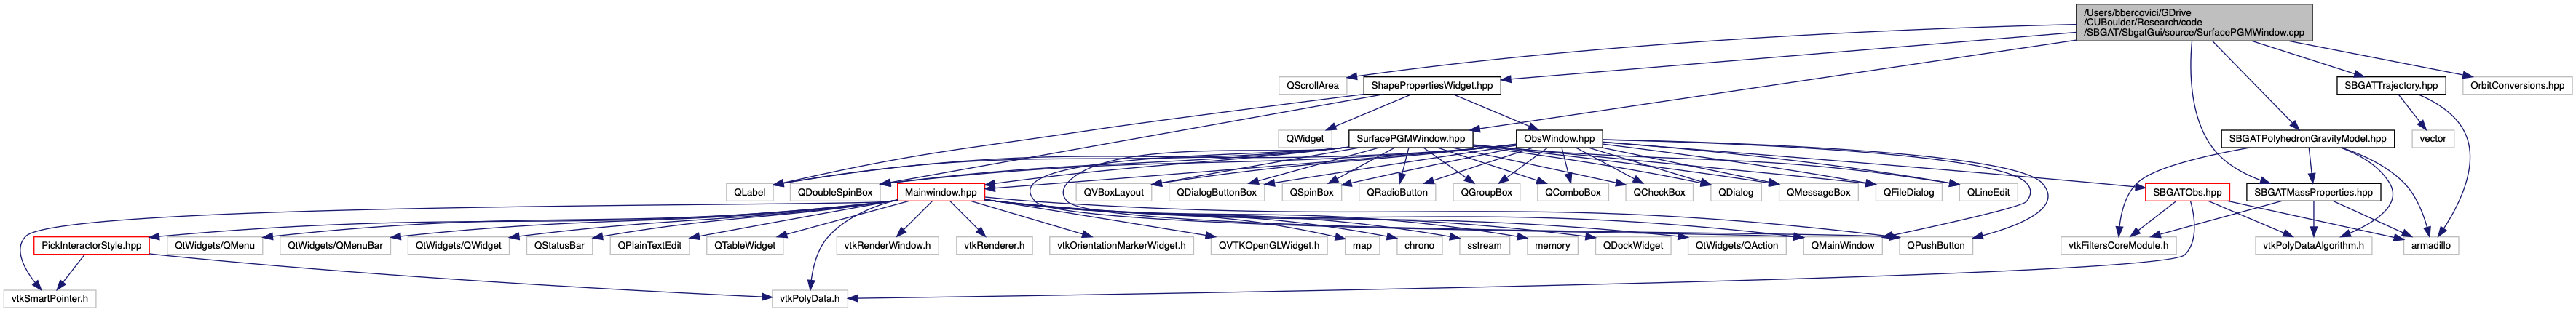 /Users/bbercovici/GDrive
/CUBoulder/Research/code
/SBGAT/SbgatGui/source/SurfacePGMWindow.cpp
QScrollArea
ShapePropertiesWidget.hpp
SBGATTrajectory.hpp
OrbitConversions.hpp
QWidget
SurfacePGMWindow.hpp
ObsWindow.hpp
SBGATPolyhedronGravityModel.hpp
vector
QLabel
QDoubleSpinBox
Mainwindow.hpp
QVBoxLayout
QDialogButtonBox
QSpinBox
QRadioButton
QGroupBox
QComboBox
QCheckBox
QDialog
QMessageBox
QFileDialog
QLineEdit
SBGATObs.hpp
SBGATMassProperties.hpp
PickInteractorStyle.hpp
QtWidgets/QMenu
QtWidgets/QMenuBar
QtWidgets/QWidget
QStatusBar
QPlainTextEdit
QTableWidget
vtkRenderWindow.h
vtkRenderer.h
vtkOrientationMarkerWidget.h
QVTKOpenGLWidget.h
map
chrono
sstream
memory
QDockWidget
QtWidgets/QAction
QMainWindow
QPushButton
vtkFiltersCoreModule.h
vtkPolyDataAlgorithm.h
armadillo
vtkSmartPointer.h
vtkPolyData.h